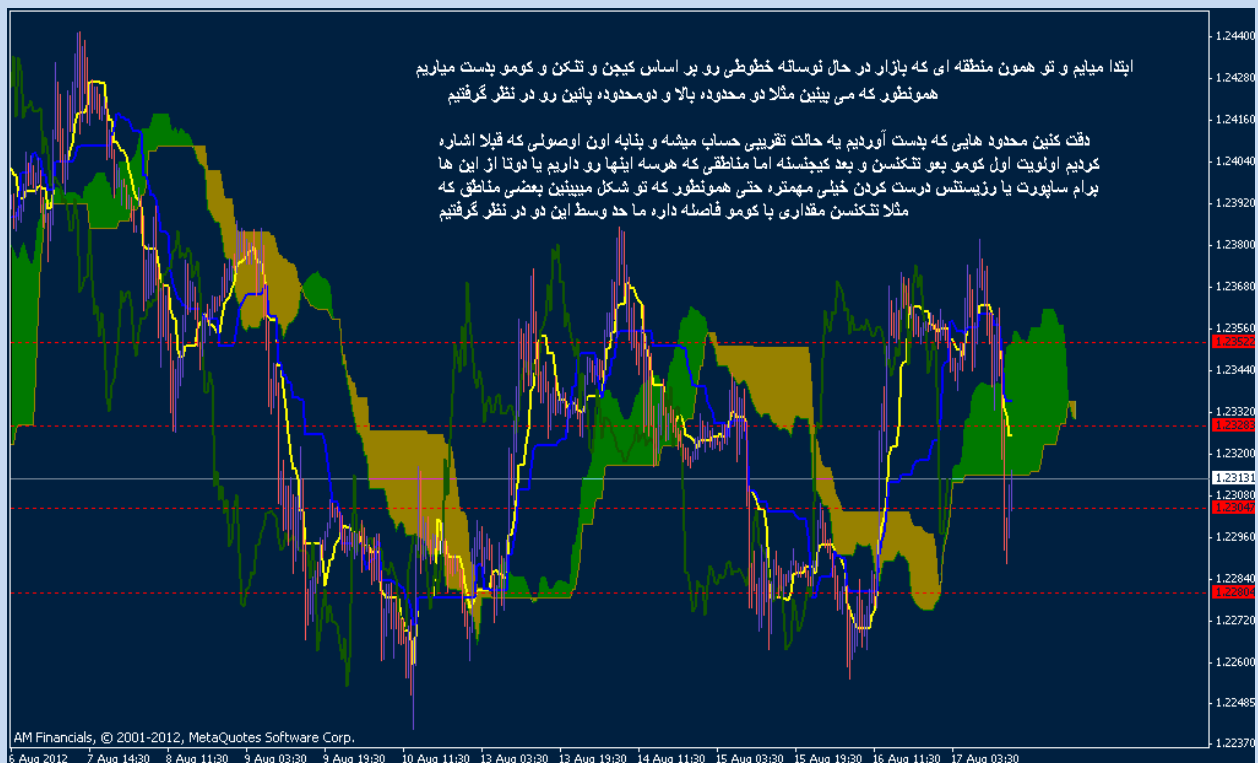 ابتدا میایم و تو همون منطقه ای که بازار در حال نوسانه خطوطی رو بر اساس کیجن و تنکن و کومو بدست میاریم
همونطور که می بینین مثلا دو محدوده بالا و دومحدوده پائین رو در نظر گرفتیم
دقت کنین محدود هایی که بدست آوردیم یه حالت تقریبی حساب میشه و بنابه اون اوصولی که قبلا اشاره
کردیم اولویت اول کومو بعو تنکنسن و بعد کیجنسنه اما مناطقی که هرسه اینها رو داریم یا دوتا از این ها
برام ساپورت یا رزیستنس درست کردن خیلی مهمتره حتی همونطور که تو شکل میبینین بعضی مناطق که
مثلا تنکنسن مقداری با کومو فاصله داره ما حد وسط این دو در نظر گرفتیم
1.24400
1.24280
1.24160
1.24040
1.23920
1.23800
1.23680
1.23560
1.23522
1.23440
1.23320
1.23283
1.23200
1.23131
1.23080
1.23047
1.22960
1.22840
1.22804
1.22720
1.22600
1.22485
1.22370
AM Financials, © 2001-2012, MetaQuotes Software Corp.
6 Aug 2012 7 Aug 14:30 8 Aug 11:30 9 Aug 03:30 9 Aug 19:30 10 Aug 11:30 13 Aug 03:30 13 Aug 19:30 14 Aug 11:30 15 Aug 03:30 15 Aug 19:30 16 Aug 11:30 17 Aug 03:30